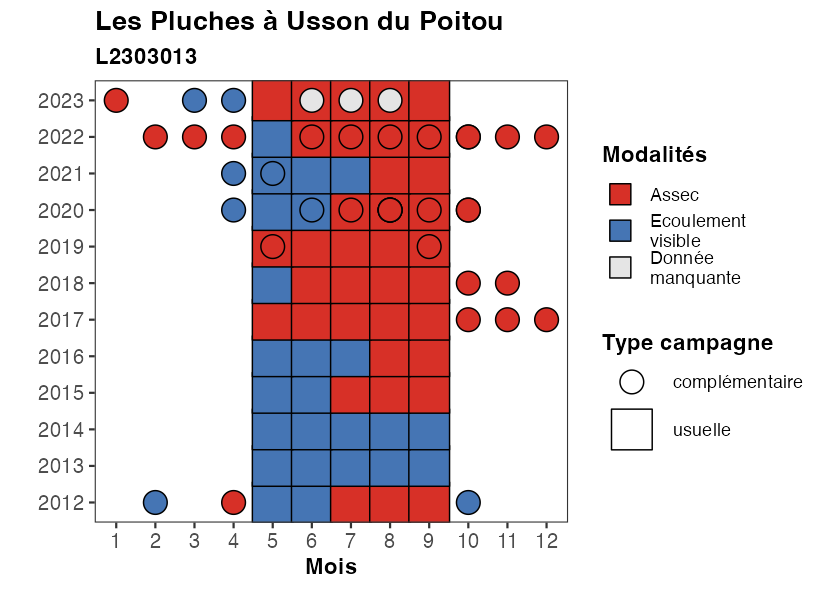 Les Pluches à Usson du Poitou
L2303013
2023
2022
2021
2020
2019
2018
2017
2016
2015
2014
2013
2012
1 2 3 4 5 6 7 8 9 10 11 12
Mois
Modalités
Assec
Ecoulement
visible
Donnée
manquante
Type campagne
complémentaire
usuelle